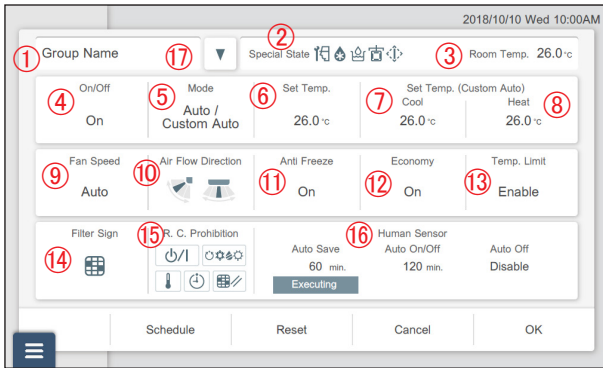 2018/10/10 Wed 10:00AM
① Group Name ⑰ ▼ ② Special State ③ Room Temp. 26.0 °C
④ On/Off
On
⑤ Mode
Auto /
Custom Auto
⑥ Set Temp.
26.0 °C
Set Temp. (Custom Auto)
⑦ Cool
26.0 °C
Heat ⑧
26.0 °C
⑨ Fan Speed
Auto
⑩ Air Flow Direction
⑪ Anti Freeze
On
⑫ Economy
On
⑬ Temp. Limit
Enable
⑭ Filter Sign
⑮ R. C. Prohibition
⑯ Human Sensor
Auto Save
60 min.
Executing
Auto On/Off
120 min.
Auto Off
Disable
Schedule
Reset
Cancel
OK